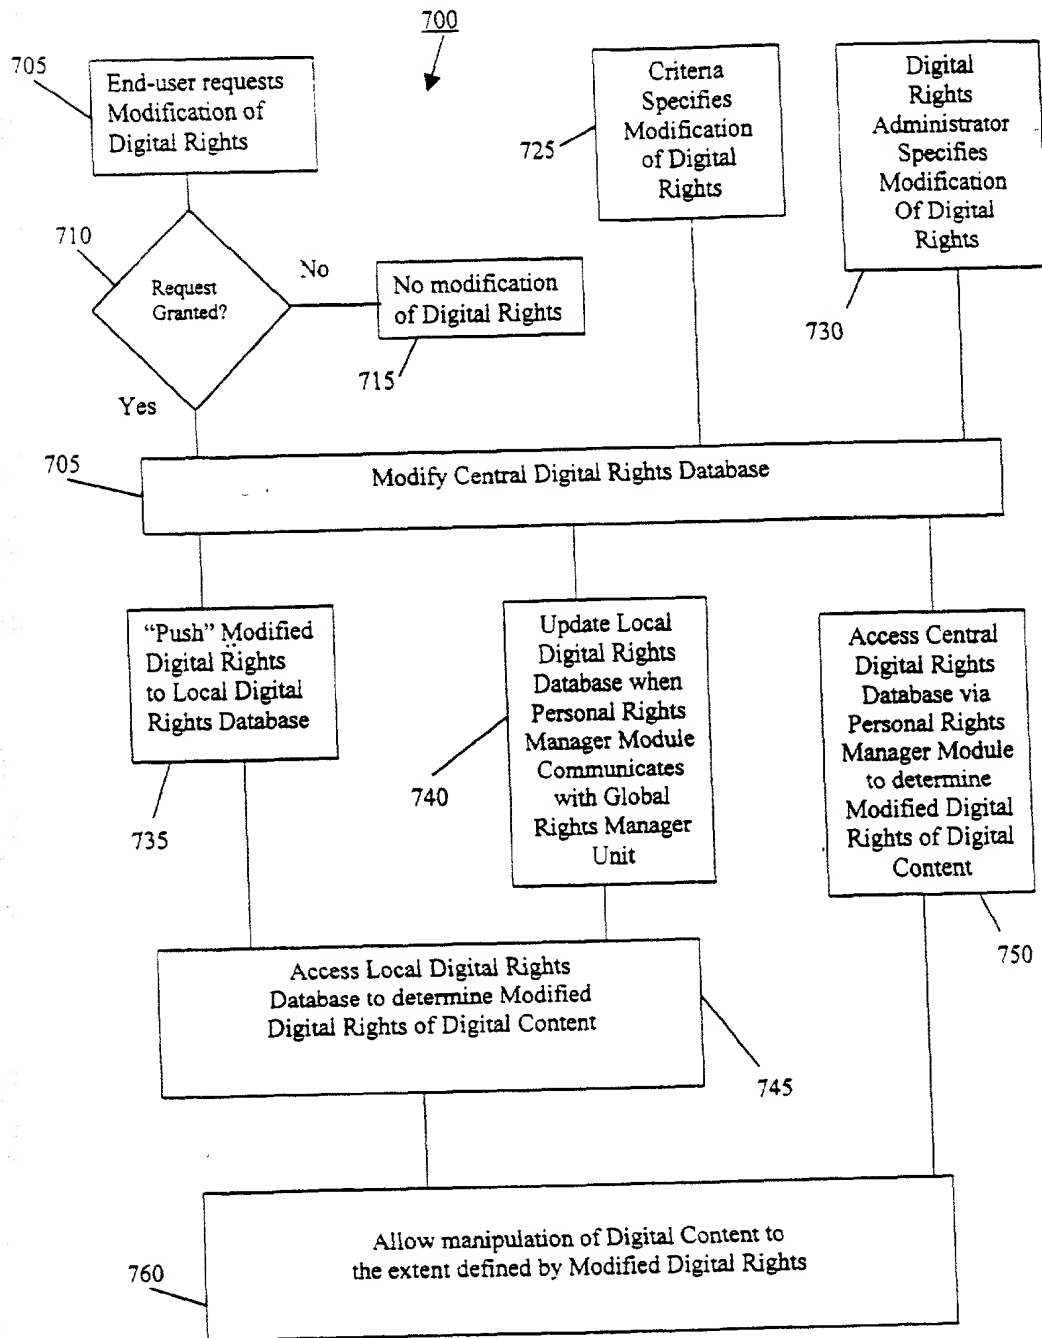 700
705
End-user requests
Modification of
Digital Rights
Criteria
Specifies
Modification
of Digital
Rights
725
Digital
Rights
Administrator
Specifies
Modification
Of Digital
Rights
730
710
Request
Granted?
No
No modification
of Digital Rights
715
Yes
705
Modify Central Digital Rights Database
"Push" Modified
Digital Rights
to Local Digital
Rights Database
735
Update Local
Digital Rights
Database when
Personal Rights
Manager Module
Communicates
with Global
Rights Manager
Unit
740
Access Central
Digital Rights
Database via
Personal Rights
Manager Module
to determine
Modified Digital
Rights of Digital
Content
750
Access Local Digital Rights
Database to determine Modified
Digital Rights of Digital Content
745
Allow manipulation of Digital Content to
the extent defined by Modified Digital Rights
760